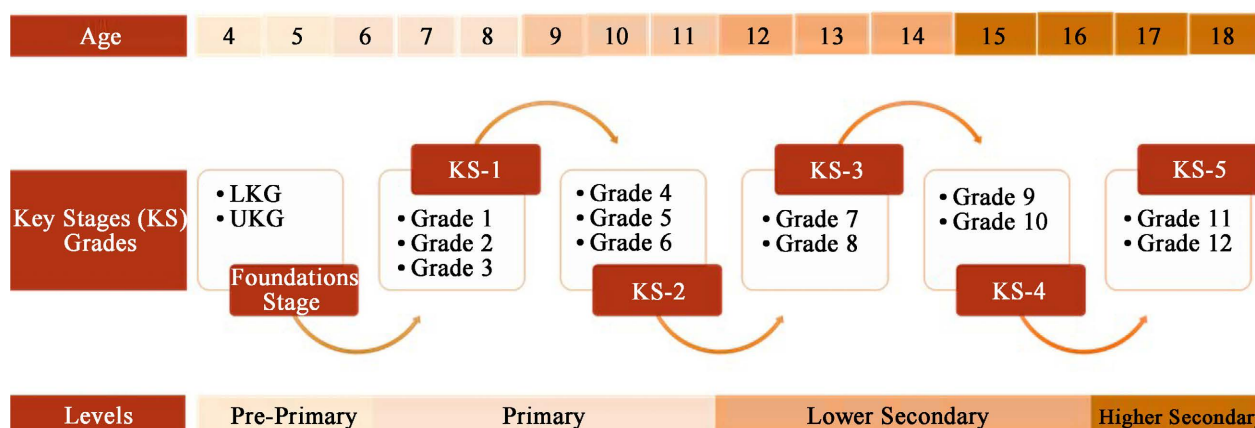 Age 4 5 6 7 8 9 10 11 12 13 14 15 16 17 18
Key Stages (KS)
Grades
• LKG
• UKG
Foundations
Stage
KS-1
• Grade 1
• Grade 2
• Grade 3
• Grade 4
• Grade 5
• Grade 6
KS-2
KS-3
• Grade 7
• Grade 8
• Grade 9
• Grade 10
KS-4
KS-5
• Grade 11
• Grade 12
Levels Pre-Primary Primary Lower Secondary Higher Secondar